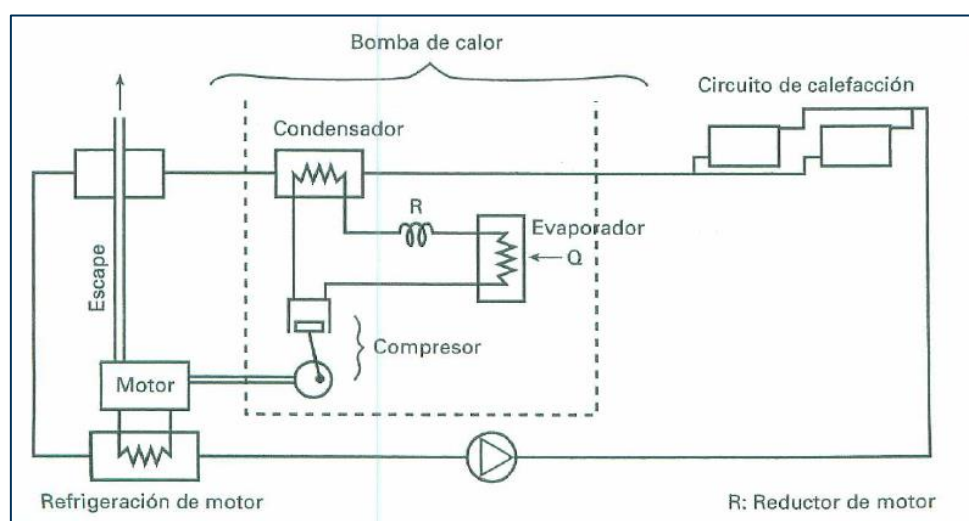 Bomba de calor
Circuito de calefacción
Condensador
R
Evaporador
Q
Escape
Compresor
Motor
Refrigeración de motor
R: Reductor de motor